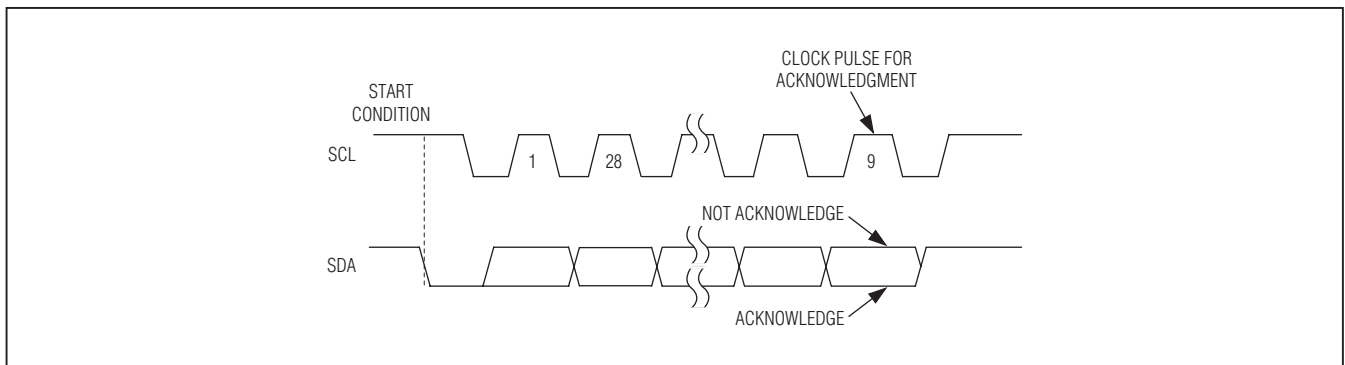 CLOCK PULSE FOR
ACKNOWLEDGMENT
START
CONDITION
SCL
1
28
9
NOT ACKNOWLEDGE
SDA
ACKNOWLEDGE